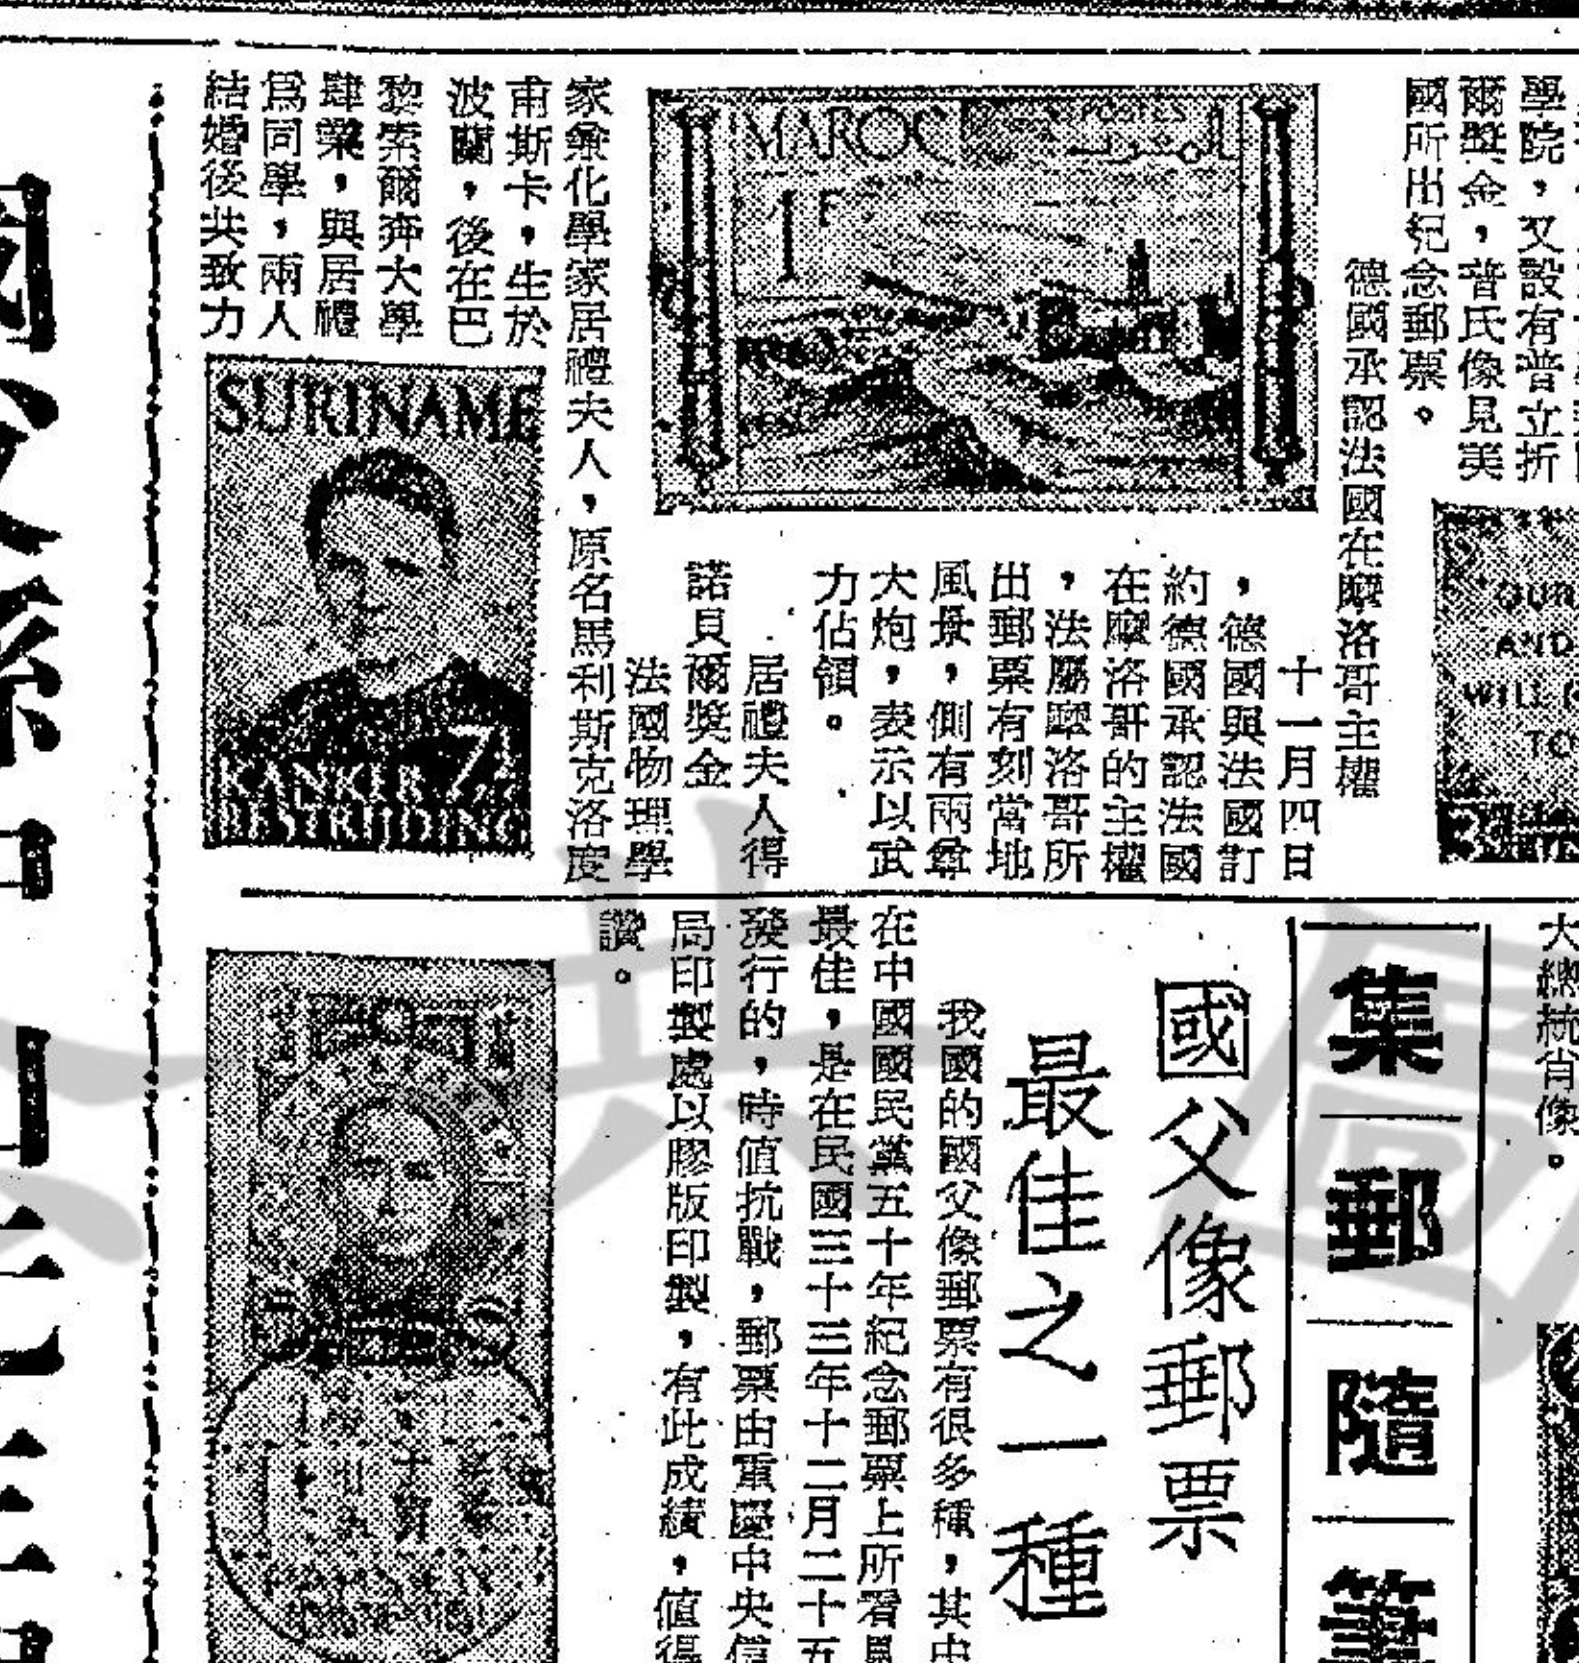 學院，又設有普立折
爾獎金，普氏像見美
國所出紀念郵票。
德國承認法國在摩洛哥主權
十一月四日
，德國與法國訂
約德國承認法國
在摩洛哥的主權
，法屬摩洛哥所
出郵票有刻當地
風景，側有兩尊
大炮，表示以武
力佔領。
居禮夫人得
諾貝爾獎金
法國物理學
家兼化學家居禮夫人，原名馬利斯克洛度
甫斯卡，生於
波蘭，後在巴
黎索爾奔大學
肆業，與居禮
爲同學，兩人
結婚後共致力
MAROC
POSTES
1F
SURINAME
KANKER
BESTRIJDING
7½
OUR
AND
WILL
TO
大總統肖像。
集郵隨筆
國父像郵票
最佳之一種
我國的國父像郵票有很多種，其中
在中國國民黨五十年紀念郵票上所看見
最佳，是在民國三十三年十二月二十五
發行的，時值抗戰，郵票由重慶中央信
局印製處以膠版印製，有此成績，值得
讚。